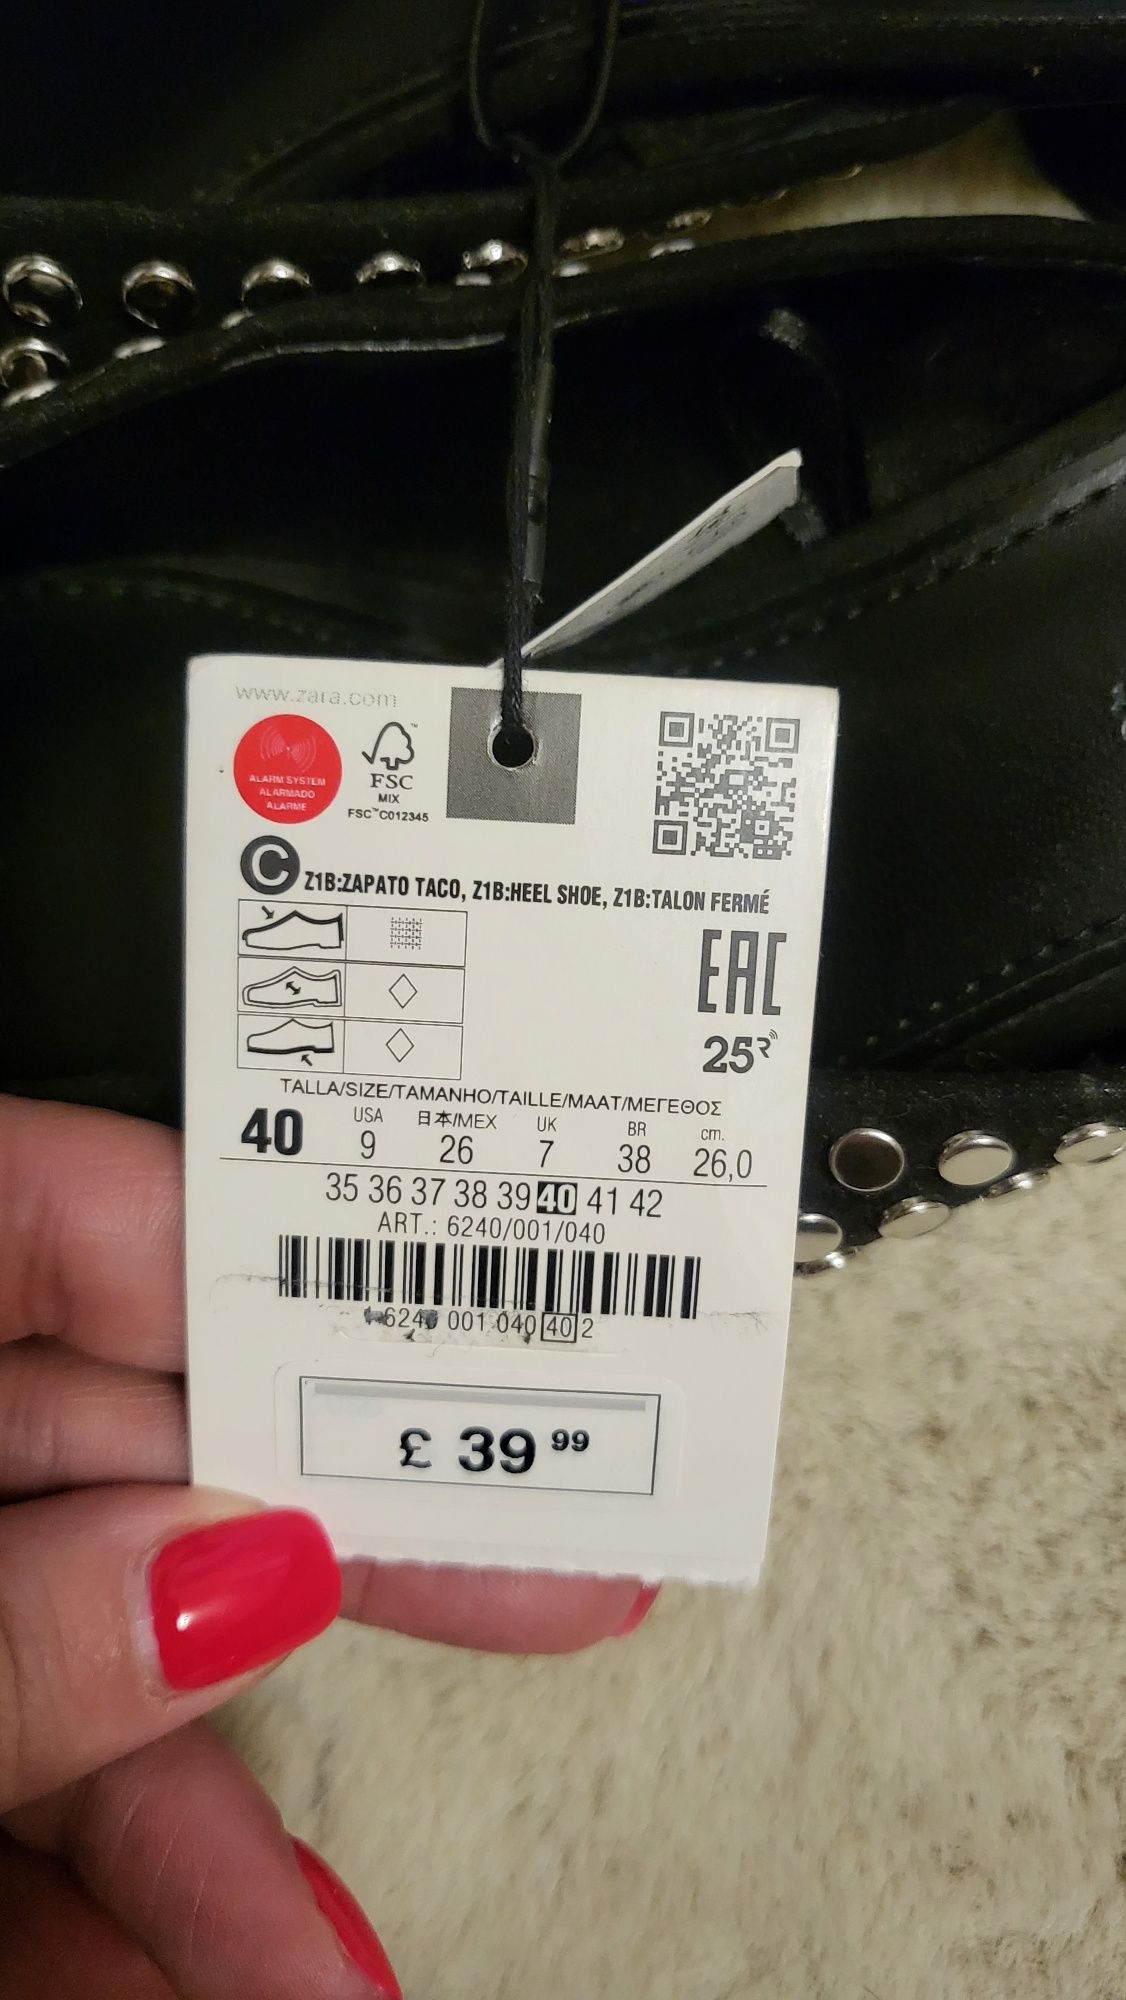 www.zara.com
ALARM SYSTEM
ALARMADO
ALARME
FSC™
MIX
FSC™C012345
C Z1B:ZAPATO TACO, Z1B:HEEL SHOE, Z1B:TALON FERMÉ
EAC
25R
TALLA/SIZE/TAMANHO/TAILLE/MAAT/ΜΕΓΕΘΟΣ
40 USA 9 日本/MEX 26 UK 7 BR 38 cm. 26,0
35 36 37 38 39 40 41 42
ART.: 6240/001/040
6240 001 040 40 2
£ 39 99